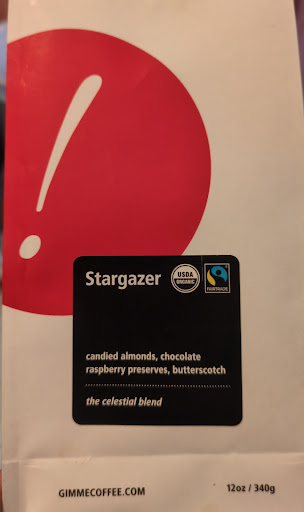 !
Stargazer
USDA
ORGANIC
FAIRTRADE
candied almonds, chocolate
raspberry preserves, butterscotch
the celestial blend
GIMMECOFFEE.COM
12oz / 340g